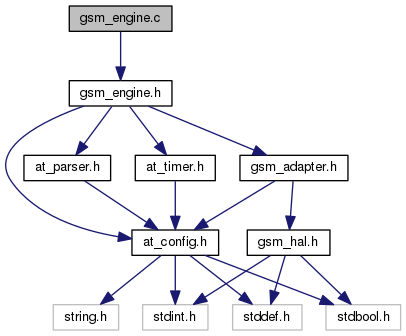 gsm_engine.c
gsm_engine.h
at_parser.h
at_timer.h
gsm_adapter.h
at_config.h
gsm_hal.h
string.h
stdint.h
stddef.h
stdbool.h